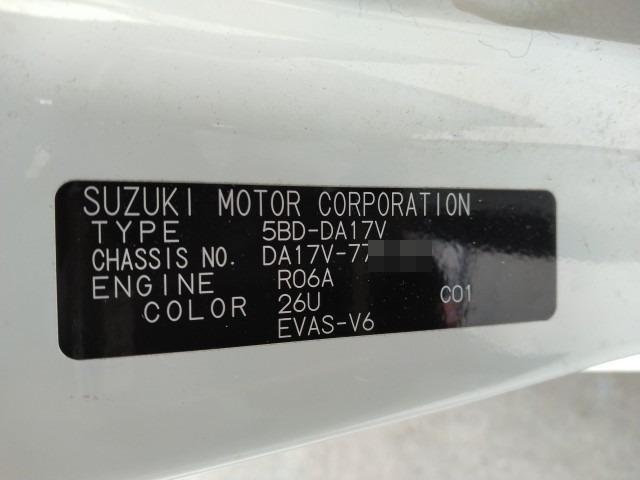 SUZUKI MOTOR CORPORATION
TYPE 5BD-DA17V
CHASSIS NO. DA17V-77
ENGINE R06A
COLOR 26U C01
EVAS-V6